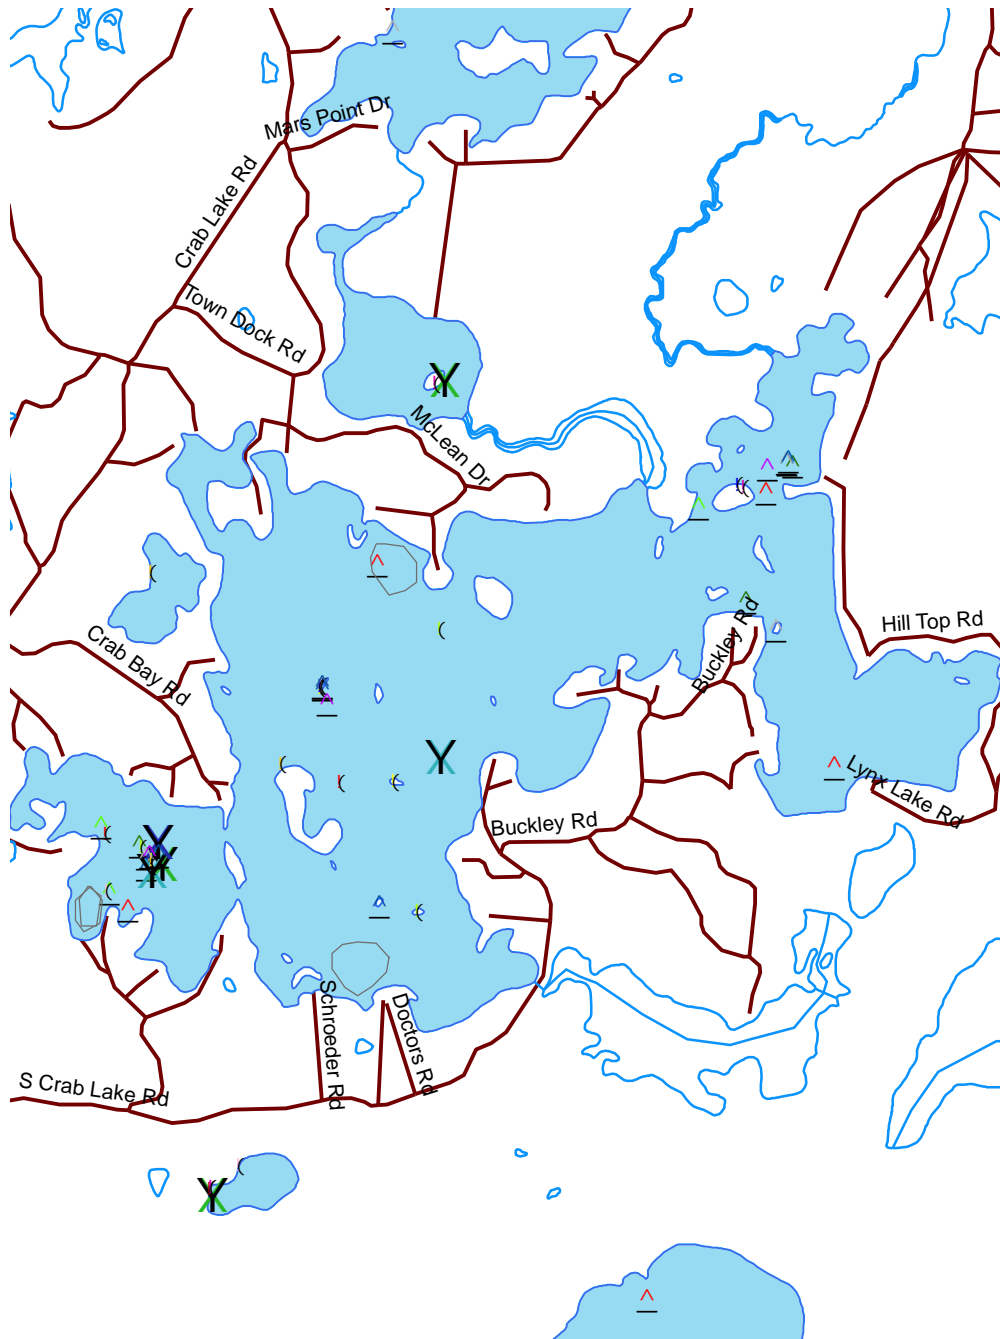 Mars Point Dr
Crab Lake Rd
Town Dock Rd
McLean Dr
Hill Top Rd
Buckley Rd
Crab Bay Rd
Lynx Lake Rd
Buckley Rd
Schroeder Rd
Doctors Rd
S Crab Lake Rd